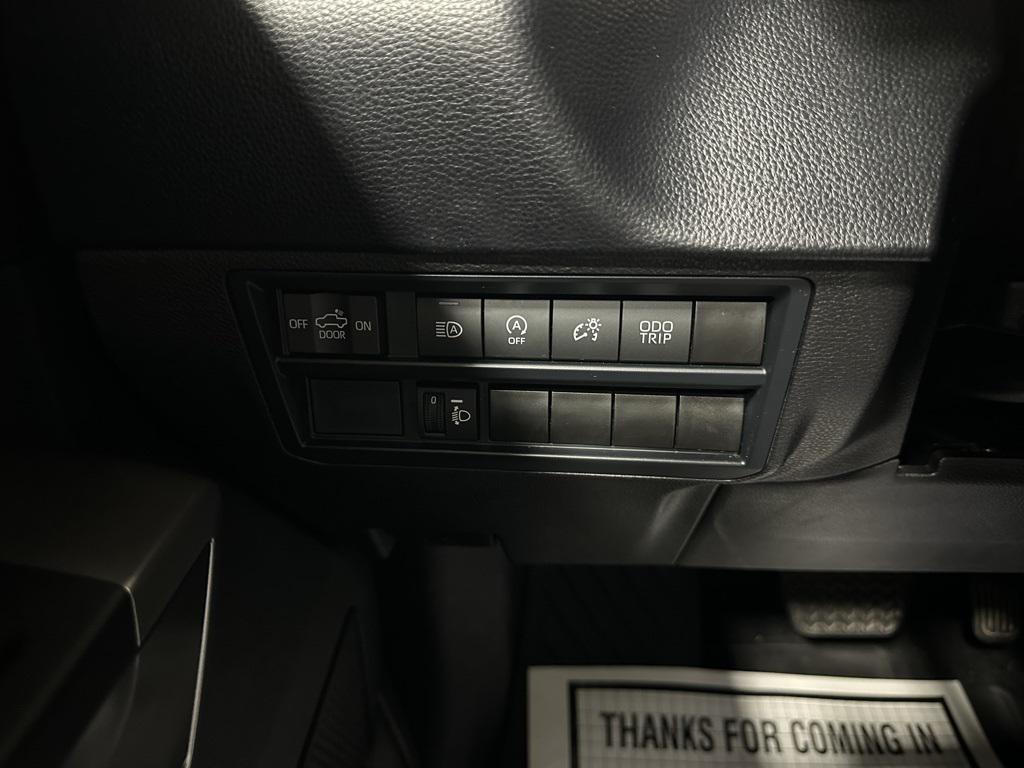 OFF DOOR ON
A
A
OFF
ODO
TRIP
0
THANKS FOR COMING IN